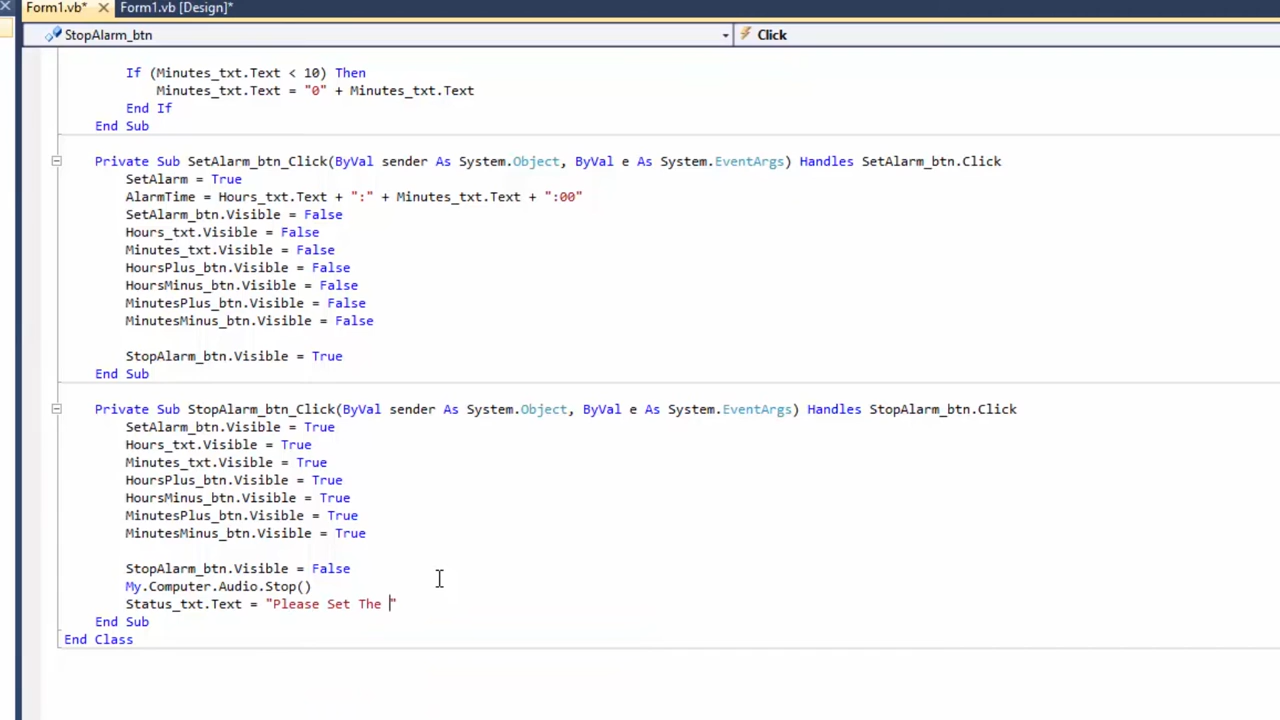 Form1.vb* Form1.vb [Design]*
StopAlarm_btn Click
If (Minutes_txt.Text < 10) Then
Minutes_txt.Text = "0" + Minutes_txt.Text
End If
End Sub
Private Sub SetAlarm_btn_Click(ByVal sender As System.Object, ByVal e As System.EventArgs) Handles SetAlarm_btn.Click
SetAlarm = True
AlarmTime = Hours_txt.Text + ":" + Minutes_txt.Text + ":00"
SetAlarm_btn.Visible = False
Hours_txt.Visible = False
Minutes_txt.Visible = False
HoursPlus_btn.Visible = False
HoursMinus_btn.Visible = False
MinutesPlus_btn.Visible = False
MinutesMinus_btn.Visible = False
StopAlarm_btn.Visible = True
End Sub
Private Sub StopAlarm_btn_Click(ByVal sender As System.Object, ByVal e As System.EventArgs) Handles StopAlarm_btn.Click
SetAlarm_btn.Visible = True
Hours_txt.Visible = True
Minutes_txt.Visible = True
HoursPlus_btn.Visible = True
HoursMinus_btn.Visible = True
MinutesPlus_btn.Visible = True
MinutesMinus_btn.Visible = True
StopAlarm_btn.Visible = False
My.Computer.Audio.Stop()
Status_txt.Text = "Please Set The "
End Sub
End Class